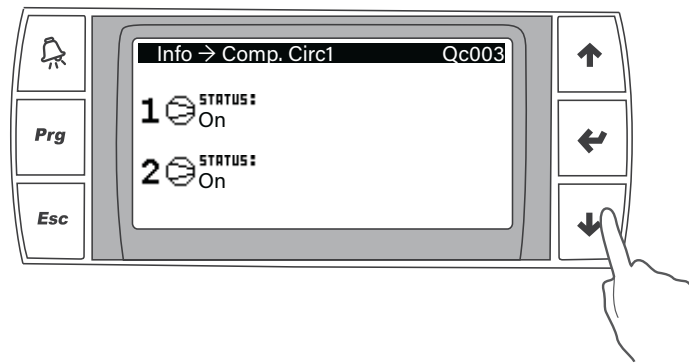 Info → Comp. Circ1 Qc003
1 STATUS:
On
2 STATUS:
On
Prg
Esc